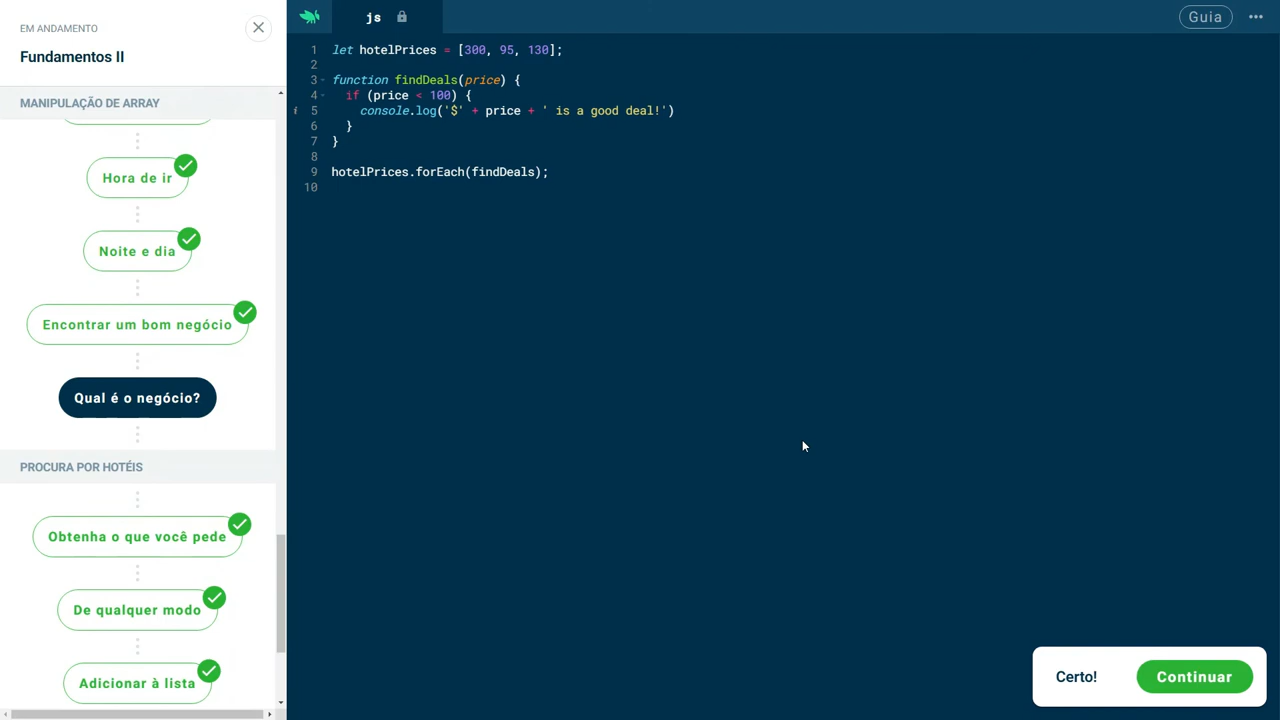 EM ANDAMENTO
Fundamentos II
MANIPULAÇÃO DE ARRAY
Hora de ir
Noite e dia
Encontrar um bom negócio
Qual é o negócio?
PROCURA POR HOTÉIS
Obtenha o que você pede
De qualquer modo
Adicionar à lista
js
Guia
1 let hotelPrices = [300, 95, 130];
2
3 function findDeals(price) {
4 if (price < 100) {
i 5 console.log('$' + price + ' is a good deal!')
6 }
7 }
8
9 hotelPrices.forEach(findDeals);
10
Certo!
Continuar